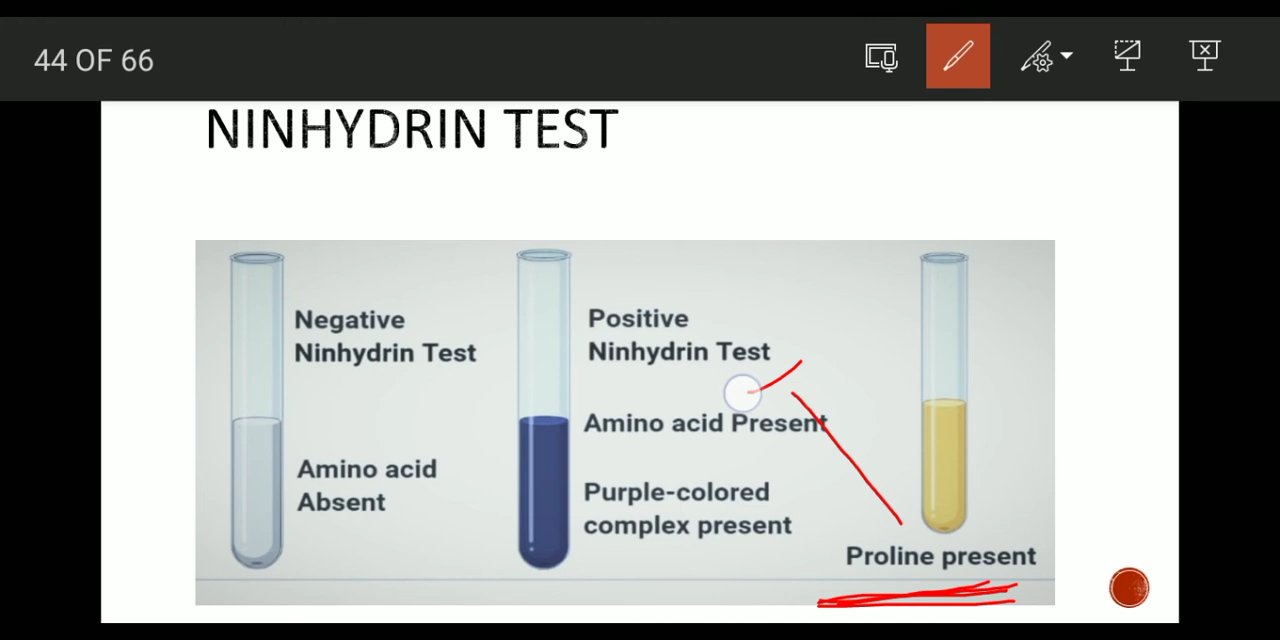 44 OF 66
NINHYDRIN TEST
Negative
Ninhydrin Test
Amino acid
Absent
Positive
Ninhydrin Test
Amino acid Present
Purple-colored
complex present
Proline present